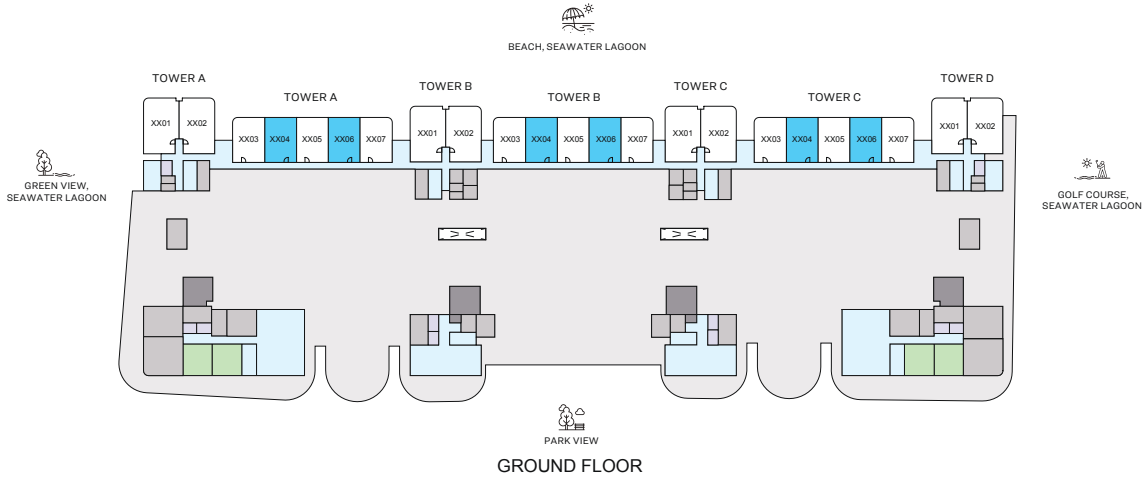 BEACH, SEAWATER LAGOON
TOWER A
TOWER A
TOWER B
TOWER B
TOWER C
TOWER C
TOWER D
XX01 XX02
XX03 XX04 XX05 XX06 XX07
XX01 XX02
XX03 XX04 XX05 XX06 XX07
XX01 XX02
XX03 XX04 XX05 XX06 XX07
XX01 XX02
GREEN VIEW,
SEAWATER LAGOON
GOLF COURSE,
SEAWATER LAGOON
PARK VIEW
GROUND FLOOR